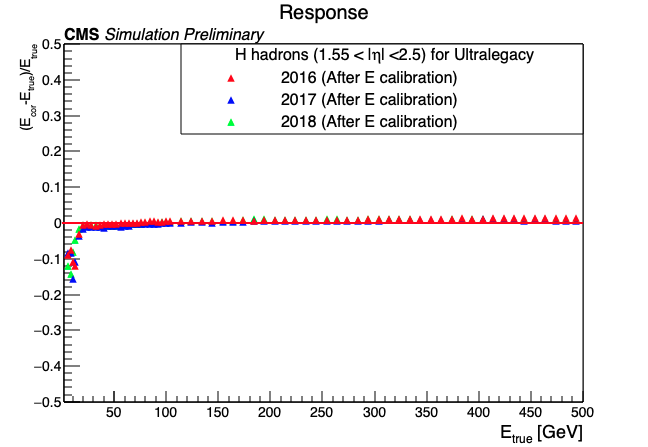 Response
CMS Simulation Preliminary
H hadrons (1.55 < |η| <2.5) for Ultralegacy
2016 (After E calibration)
2017 (After E calibration)
2018 (After E calibration)
(E_cor-E_true)/E_true
0.5
0.4
0.3
0.2
0.1
0
−0.1
−0.2
−0.3
−0.4
−0.5
50 100 150 200 250 300 350 400 450 500
E_true [GeV]